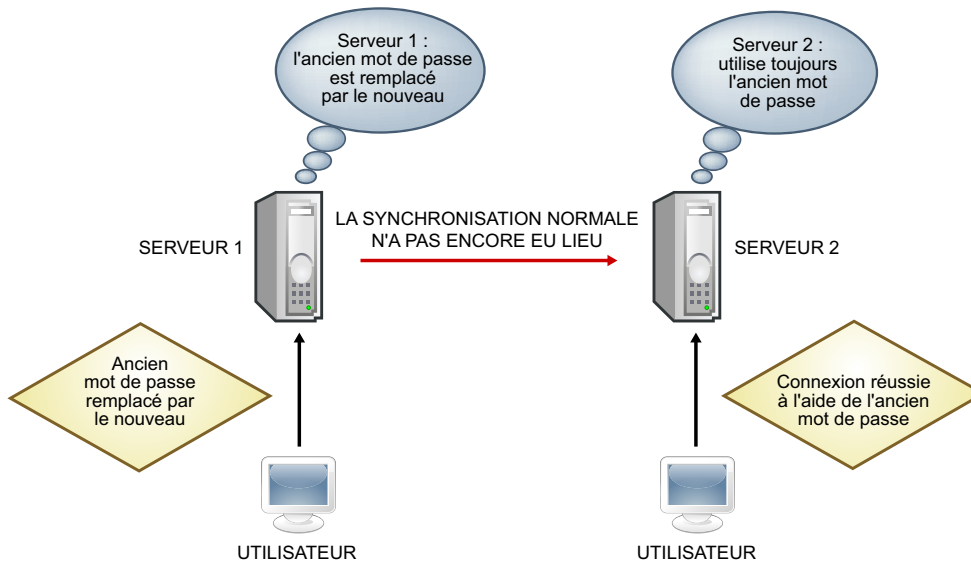 Serveur 1 :
l'ancien mot de passe
est remplacé
par le nouveau
Serveur 2 :
utilise toujours
l'ancien mot
de passe
SERVEUR 1
LA SYNCHRONISATION NORMALE
N'A PAS ENCORE EU LIEU
SERVEUR 2
Ancien
mot de passe
remplacé par
le nouveau
Connexion réussie
à l'aide de l'ancien
mot de passe
UTILISATEUR
UTILISATEUR